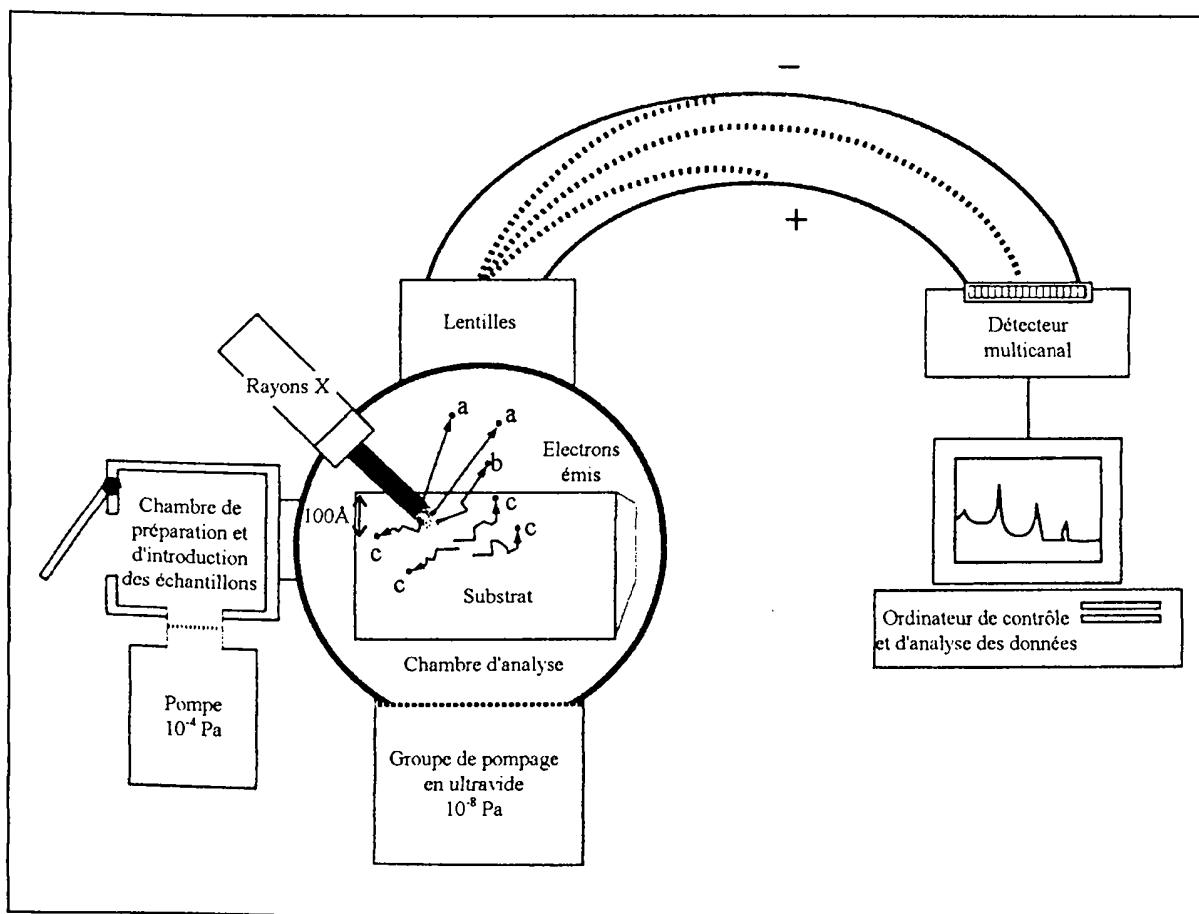 −
+
Lentilles
Détecteur
multicanal
Rayons X
a
a
b
Electrons
émis
100Å
c
c
c
c
Chambre de
préparation et
d'introduction
des échantillons
Substrat
Chambre d'analyse
Pompe
10⁻⁴ Pa
Groupe de pompage
en ultravide
10⁻⁸ Pa
Ordinateur de contrôle
et d'analyse des données